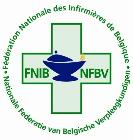 Fédération Nationale des Infirmières de Belgique •
FNIB NFBV
Nationale Federatie van Belgische Verpleegkundigen •